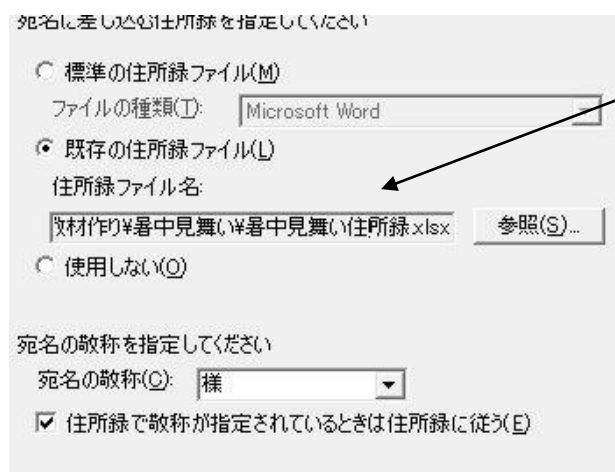 宛名に差し込む住所録を指定してください
標準の住所録ファイル(M)
ファイルの種類(T): Microsoft Word
既存の住所録ファイル(L)
住所録ファイル名:
教材作り¥暑中見舞い¥暑中見舞い住所録.xlsx 参照(S)...
使用しない(O)
宛名の敬称を指定してください
宛名の敬称(C): 様
住所録で敬称が指定されているときは住所録に従う(E)